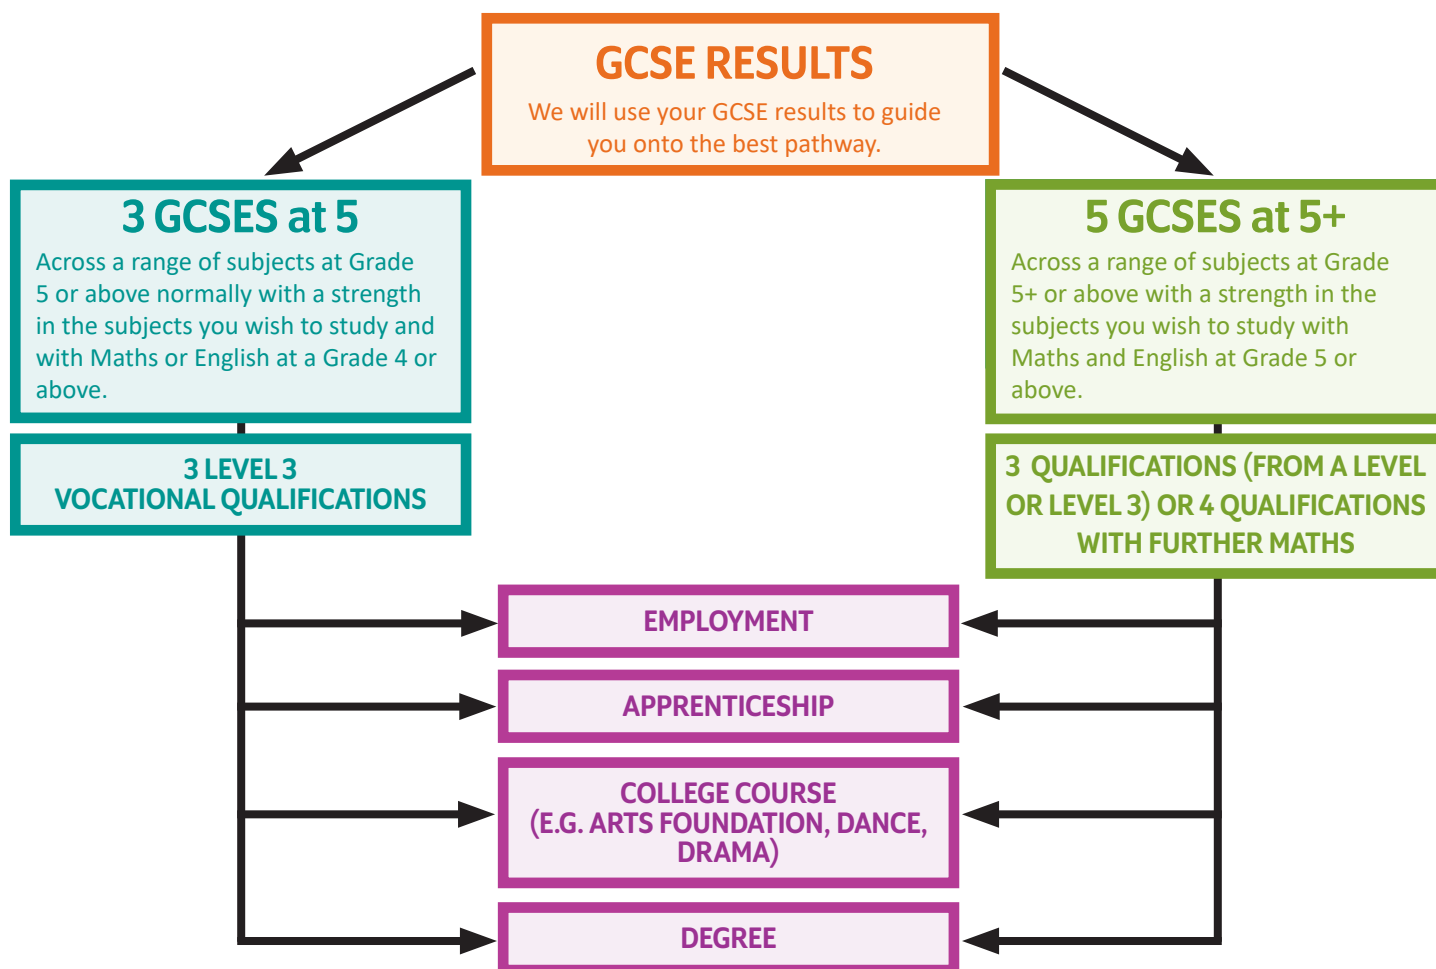 GCSE RESULTS
We will use your GCSE results to guide
you onto the best pathway.
3 GCSES at 5
Across a range of subjects at Grade
5 or above normally with a strength
in the subjects you wish to study and
with Maths or English at a Grade 4 or
above.
3 LEVEL 3
VOCATIONAL QUALIFICATIONS
5 GCSES at 5+
Across a range of subjects at Grade
5+ or above with a strength in the
subjects you wish to study with
Maths and English at Grade 5 or
above.
3 QUALIFICATIONS (FROM A LEVEL
OR LEVEL 3) OR 4 QUALIFICATIONS
WITH FURTHER MATHS
EMPLOYMENT
APPRENTICESHIP
COLLEGE COURSE
(E.G. ARTS FOUNDATION, DANCE,
DRAMA)
DEGREE